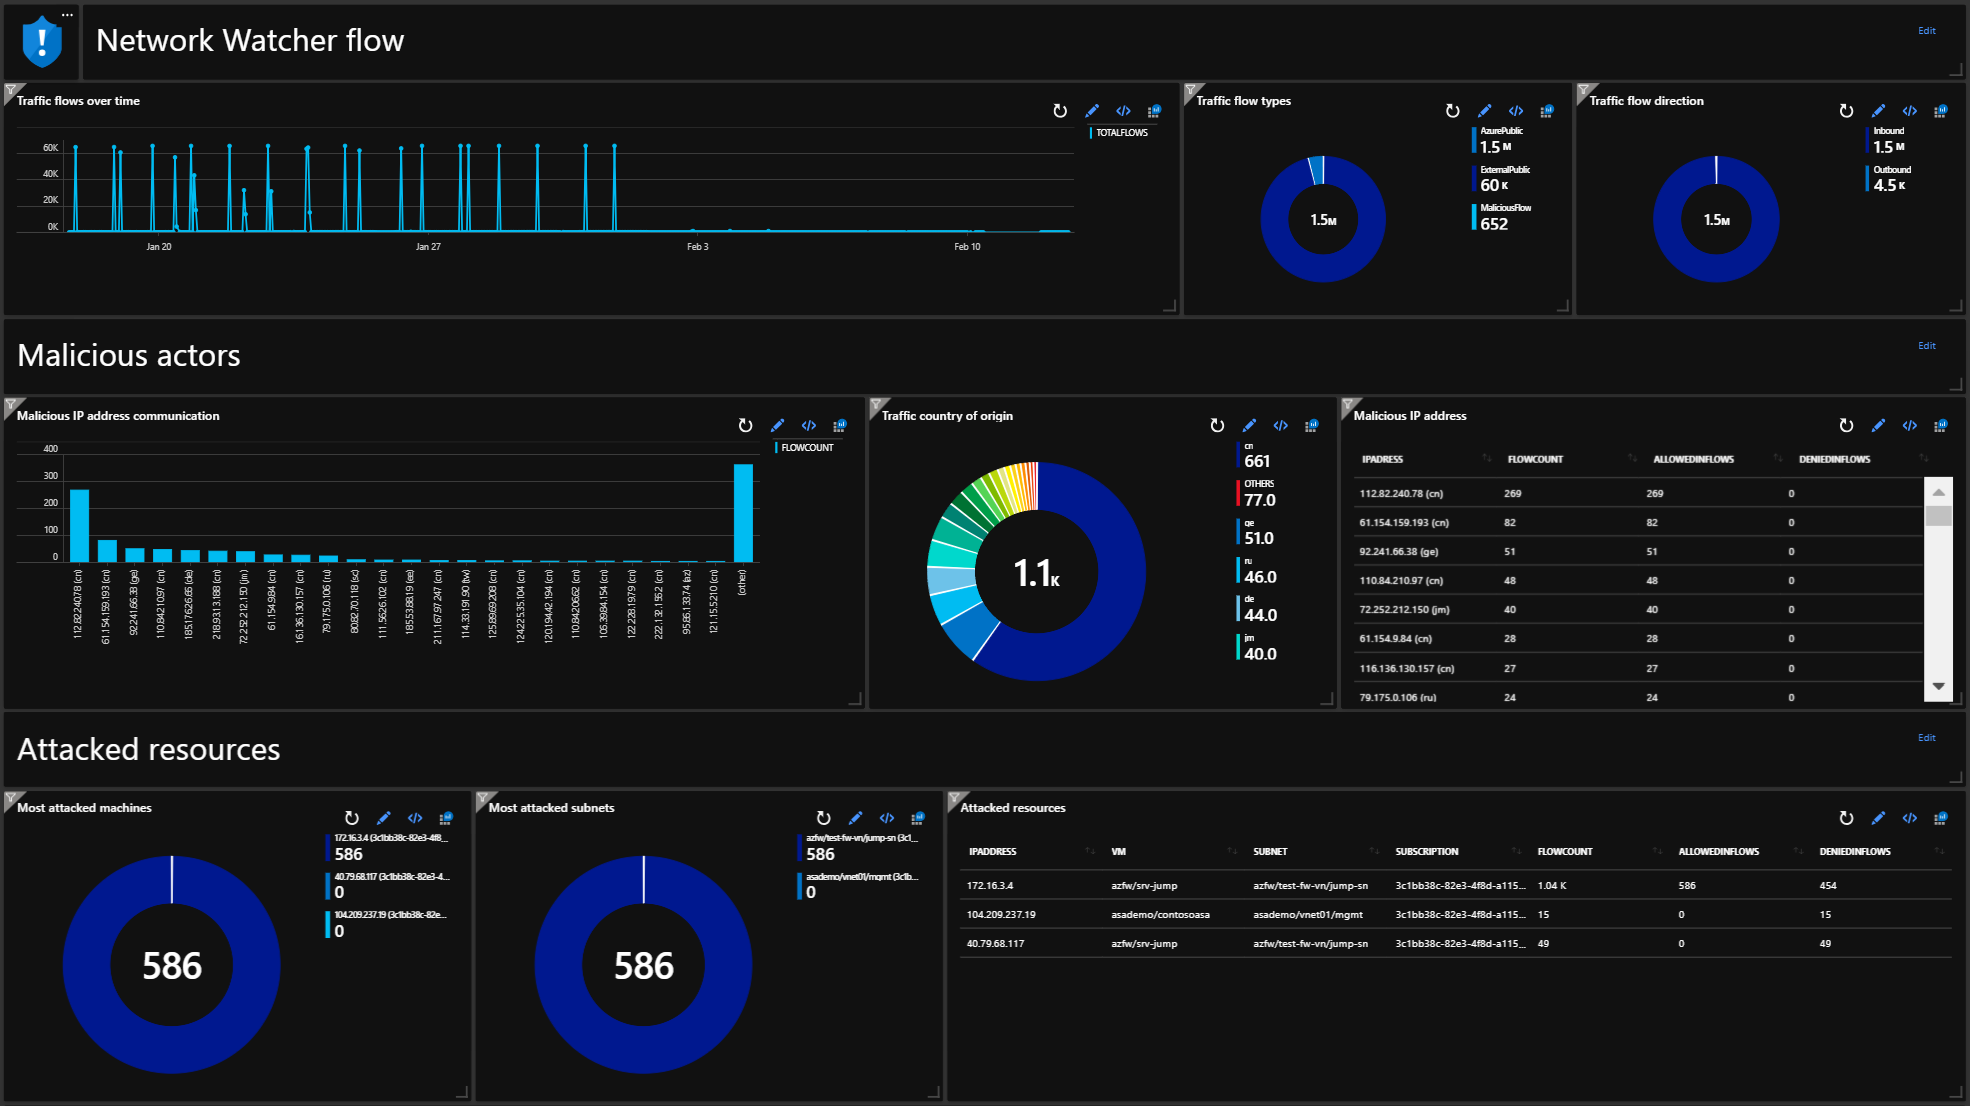 Network Watcher flow
Edit
Traffic flows over time
TOTALFLOWS
60K
40K
20K
0K
Jan 20
Jan 27
Feb 3
Feb 10
Traffic flow types
AzurePublic
1.5 M
ExternalPublic
60 K
MaliciousFlow
652
1.5M
Traffic flow direction
Inbound
1.5 M
Outbound
4.5 K
1.5M
Malicious actors
Edit
Malicious IP address communication
FLOWCOUNT
400
300
200
100
0
112.82.240.78 (cn)
61.154.159.193 (cn)
92.241.66.38 (ge)
110.84.210.97 (cn)
185.176.26.65 (de)
218.93.13.188 (cn)
72.252.212.150 (jm)
61.154.9.84 (cn)
16.136.130.157 (cn)
79.175.0.106 (ru)
80.82.70.118 (sc)
111.56.26.102 (cn)
185.53.88.19 (ee)
211.167.97.247 (cn)
114.33.191.90 (tw)
125.89.69.208 (cn)
124.225.35.104 (cn)
120.194.42.194 (cn)
110.84.206.62 (cn)
106.39.84.154 (cn)
122.228.19.79 (cn)
222.132.155.2 (cn)
95.86.133.74 (az)
121.15.5.210 (cn)
(other)
Traffic country of origin
cn
661
OTHERS
77.0
ge
51.0
ru
46.0
de
44.0
jm
40.0
1.1K
Malicious IP address
IPADRESS FLOWCOUNT ALLOWEDINFLOWS DENIEDINFLOWS
112.82.240.78 (cn) 269 269 0
61.154.159.193 (cn) 82 82 0
92.241.66.38 (ge) 51 51 0
110.84.210.97 (cn) 48 48 0
72.252.212.150 (jm) 40 40 0
61.154.9.84 (cn) 28 28 0
116.136.130.157 (cn) 27 27 0
79.175.0.106 (ru) 24 24 0
Attacked resources
Edit
Most attacked machines
172.16.3.4 (3c1bb38c-82e3-4f8...
586
40.79.68.117 (3c1bb38c-82e3-4...
0
104.209.237.19 (3c1bb38c-82e...
0
586
Most attacked subnets
azfw/test-fw-vn/jump-sn (3c1...
586
asademo/vnet01/mgmt (3c1b...
0
586
Attacked resources
IPADDRESS VM SUBNET SUBSCRIPTION FLOWCOUNT ALLOWEDINFLOWS DENIEDINFLOWS
172.16.3.4 azfw/srv-jump azfw/test-fw-vn/jump-sn 3c1bb38c-82e3-4f8d-a115... 1.04 K 586 454
104.209.237.19 asademo/contosoasa asademo/vnet01/mgmt 3c1bb38c-82e3-4f8d-a115... 15 0 15
40.79.68.117 azfw/srv-jump azfw/test-fw-vn/jump-sn 3c1bb38c-82e3-4f8d-a115... 49 0 49